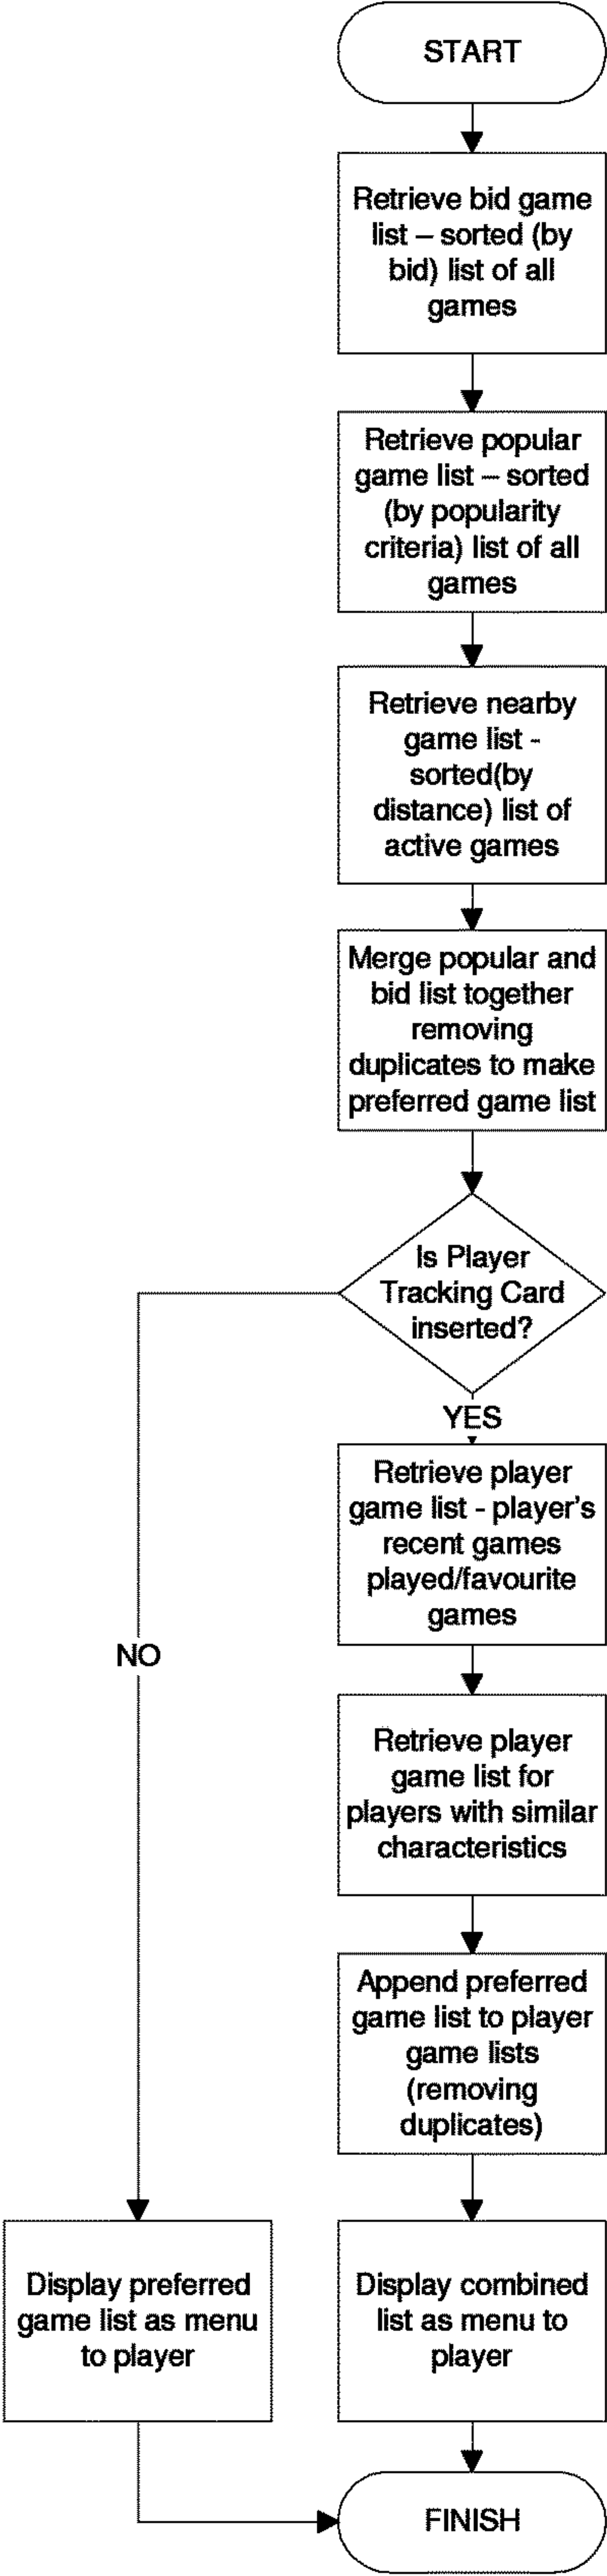 START
Retrieve bid game
list – sorted (by
bid) list of all
games
Retrieve popular
game list – sorted
(by popularity
criteria) list of all
games
Retrieve nearby
game list -
sorted(by
distance) list of
active games
Merge popular and
bid list together
removing
duplicates to make
preferred game list
Is Player
Tracking Card
inserted?
YES
Retrieve player
game list - player's
recent games
played/favourite
games
NO
Retrieve player
game list for
players with similar
characteristics
Append preferred
game list to player
game lists
(removing
duplicates)
Display preferred
game list as menu
to player
Display combined
list as menu to
player
FINISH